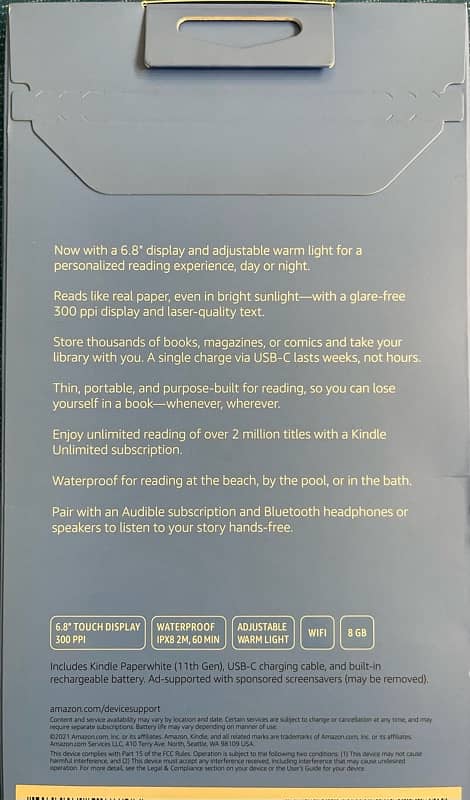 Now with a 6.8" display and adjustable warm light for a
personalized reading experience, day or night.
Reads like real paper, even in bright sunlight—with a glare-free
300 ppi display and laser-quality text.
Store thousands of books, magazines, or comics and take your
library with you. A single charge via USB-C lasts weeks, not hours.
Thin, portable, and purpose-built for reading, so you can lose
yourself in a book—whenever, wherever.
Enjoy unlimited reading of over 2 million titles with a Kindle
Unlimited subscription.
Waterproof for reading at the beach, by the pool, or in the bath.
Pair with an Audible subscription and Bluetooth headphones or
speakers to listen to your story hands-free.
6.8" TOUCH DISPLAY
300 PPI
WATERPROOF
IPX8 2M, 60 MIN
ADJUSTABLE
WARM LIGHT
WIFI
8 GB
Includes Kindle Paperwhite (11th Gen), USB-C charging cable, and built-in
rechargeable battery. Ad-supported with sponsored screensavers (may be removed).
amazon.com/devicesupport
Content and service availability may vary by location and date. Certain services are subject to change or cancellation at any time, and may
require separate subscriptions. Battery life may vary depending on manner of use.
©2021 Amazon.com, Inc. or its affiliates. Amazon, Kindle, and all related marks are trademarks of Amazon.com, Inc. or its affiliates.
Amazon.com Services LLC, 410 Terry Ave. North, Seattle, WA 98109 USA.
This device complies with Part 15 of the FCC Rules. Operation is subject to the following two conditions: (1) This device may not cause
harmful interference, and (2) This device must accept any interference received, including interference that may cause undesired
operation. For more detail, see the Legal & Compliance section on your device or the User's Guide for your device.